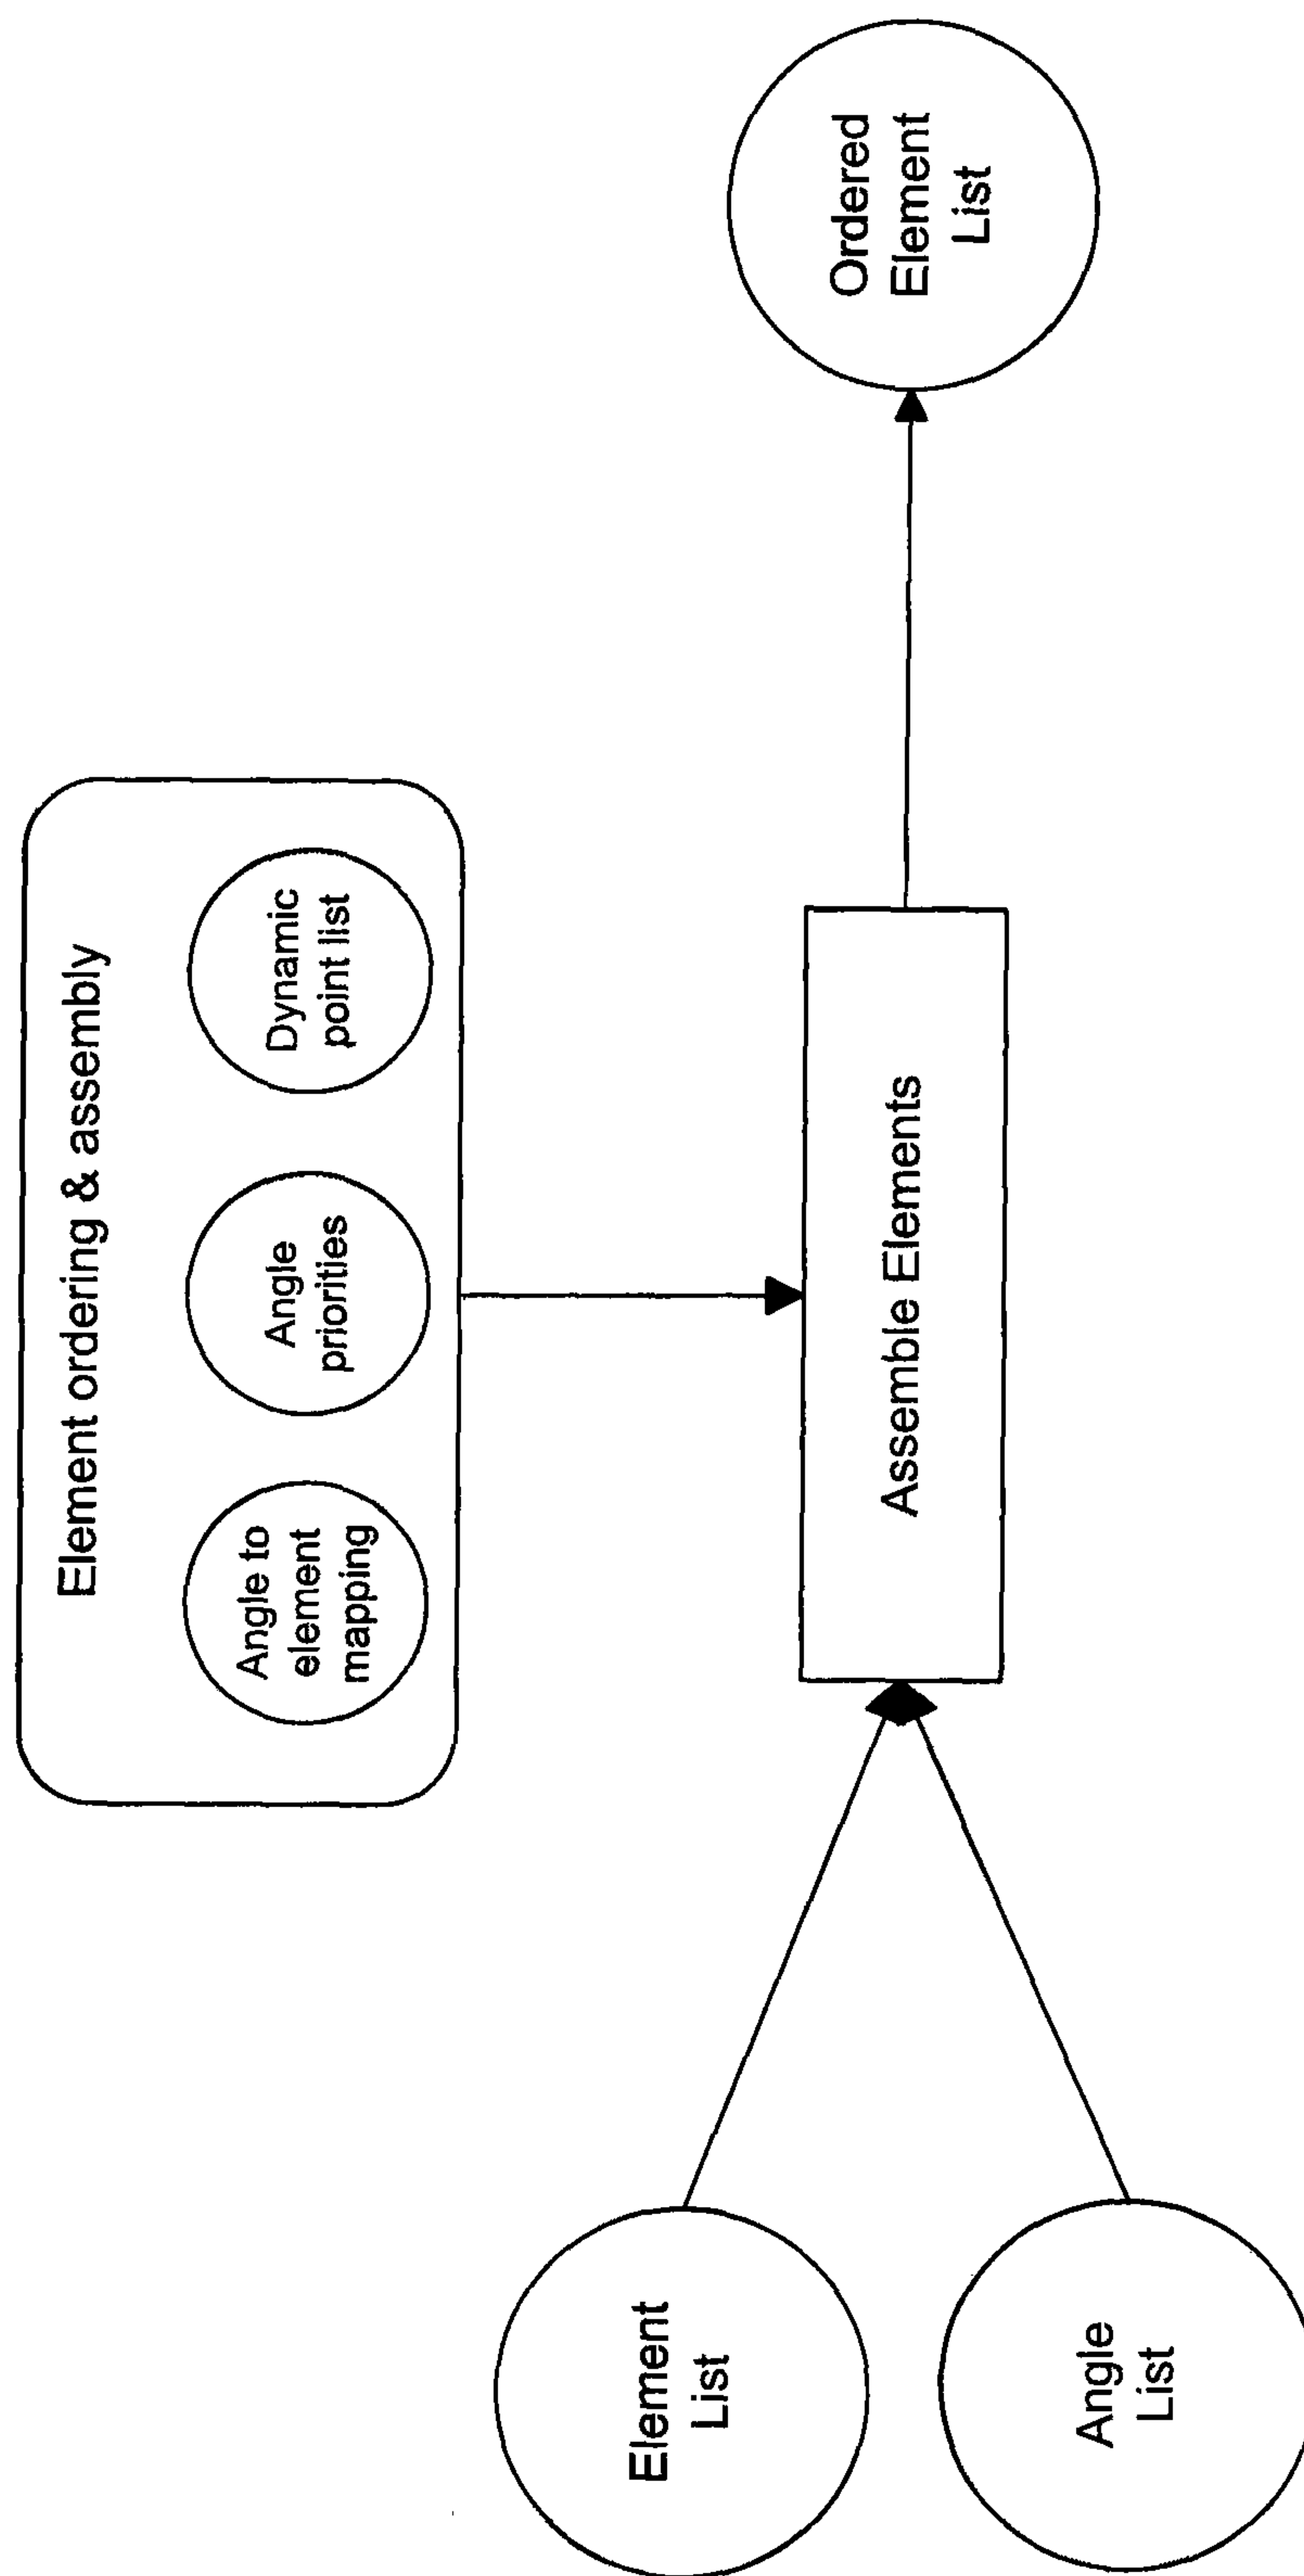 Element ordering & assembly
Angle to
element
mapping
Angle
priorities
Dynamic
point list
Element
List
Angle
List
Assemble Elements
Ordered
Element
List